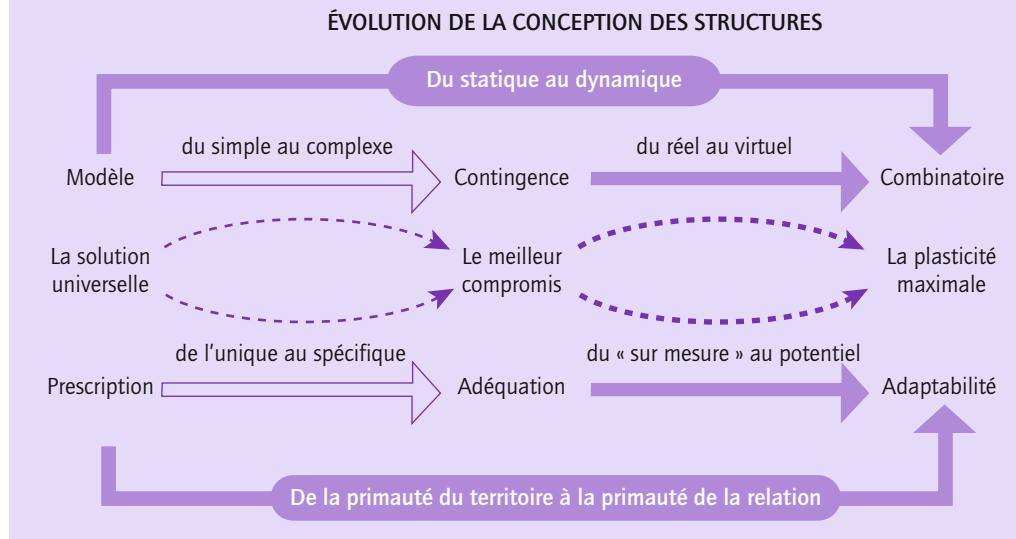 ÉVOLUTION DE LA CONCEPTION DES STRUCTURES
Du statique au dynamique
du simple au complexe
du réel au virtuel
Modèle
Contingence
Combinatoire
La solution
universelle
Le meilleur
compromis
La plasticité
maximale
de l’unique au spécifique
du « sur mesure » au potentiel
Prescription
Adéquation
Adaptabilité
De la primauté du territoire à la primauté de la relation